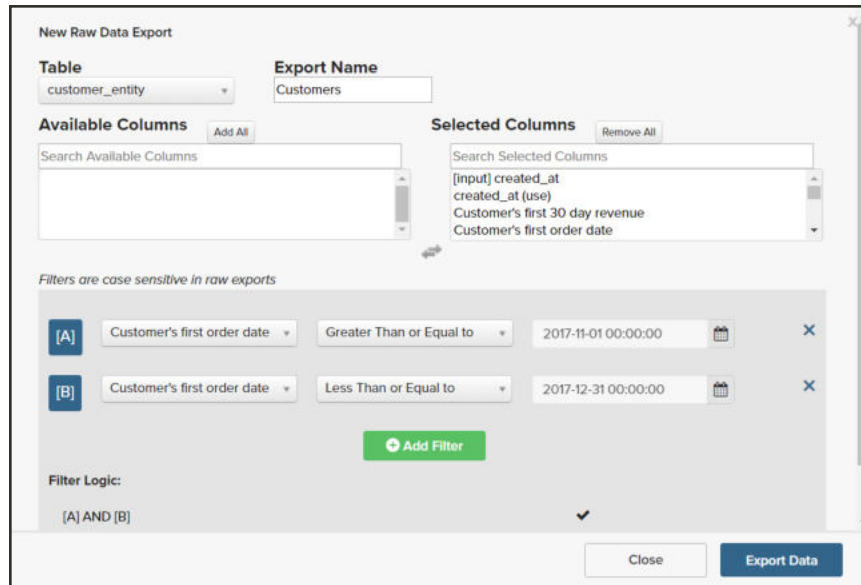 New Raw Data Export
Table Export Name
customer_entity Customers
Available Columns Add All Selected Columns Remove All
Search Available Columns Search Selected Columns
[input] created_at
created_at (use)
Customer's first 30 day revenue
Customer's first order date
Filters are case sensitive in raw exports
[A] Customer's first order date Greater Than or Equal to 2017-11-01 00:00:00
[B] Customer's first order date Less Than or Equal to 2017-12-31 00:00:00
Add Filter
Filter Logic:
[A] AND [B]
Close Export Data